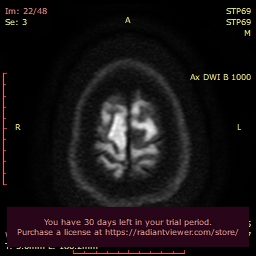 Im: 22/48
STP69
Se: 3
STP69
M
A
Ax DWI B 1000
R
L
You have 30 days left in your trial period.
Purchase a license at https://radiantviewer.com/store/